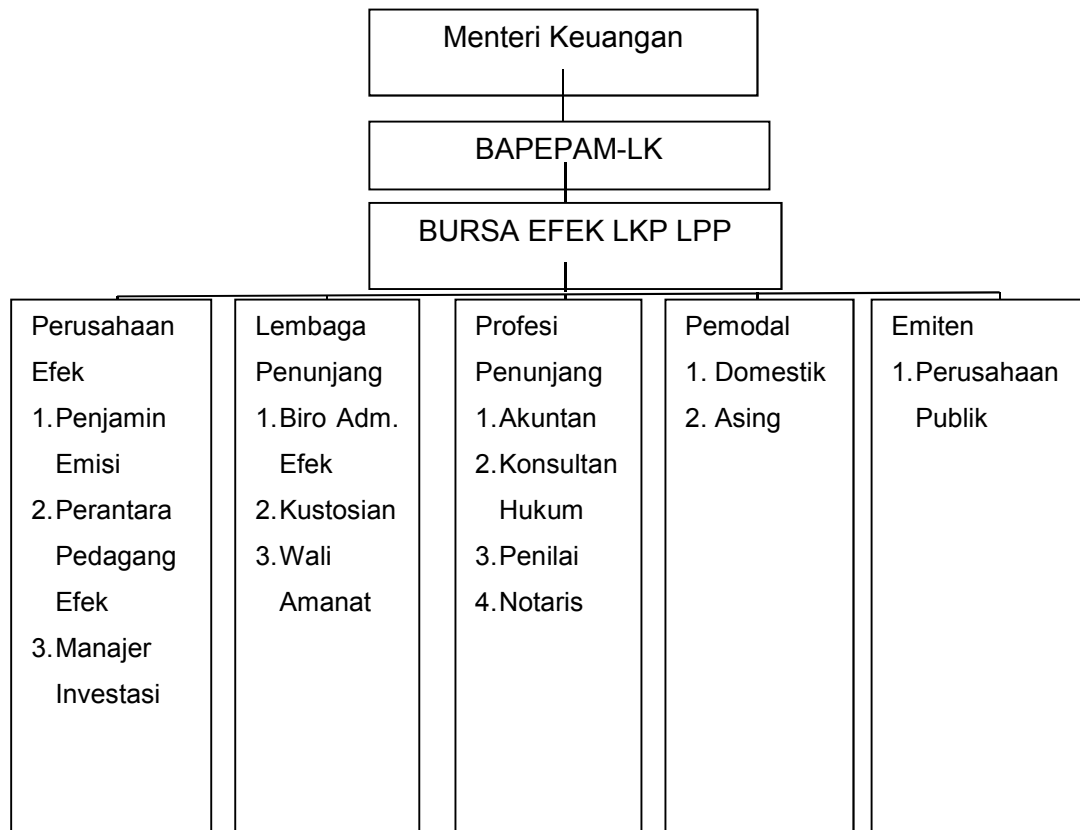 Menteri Keuangan
BAPEPAM-LK
BURSA EFEK LKP LPP
Perusahaan
Efek
1.Penjamin
Emisi
2.Perantara
Pedagang
Efek
3.Manajer
Investasi
Lembaga
Penunjang
1.Biro Adm.
Efek
2.Kustosian
3.Wali
Amanat
Profesi
Penunjang
1.Akuntan
2.Konsultan
Hukum
3.Penilai
4.Notaris
Pemodal
1. Domestik
2. Asing
Emiten
1.Perusahaan
Publik